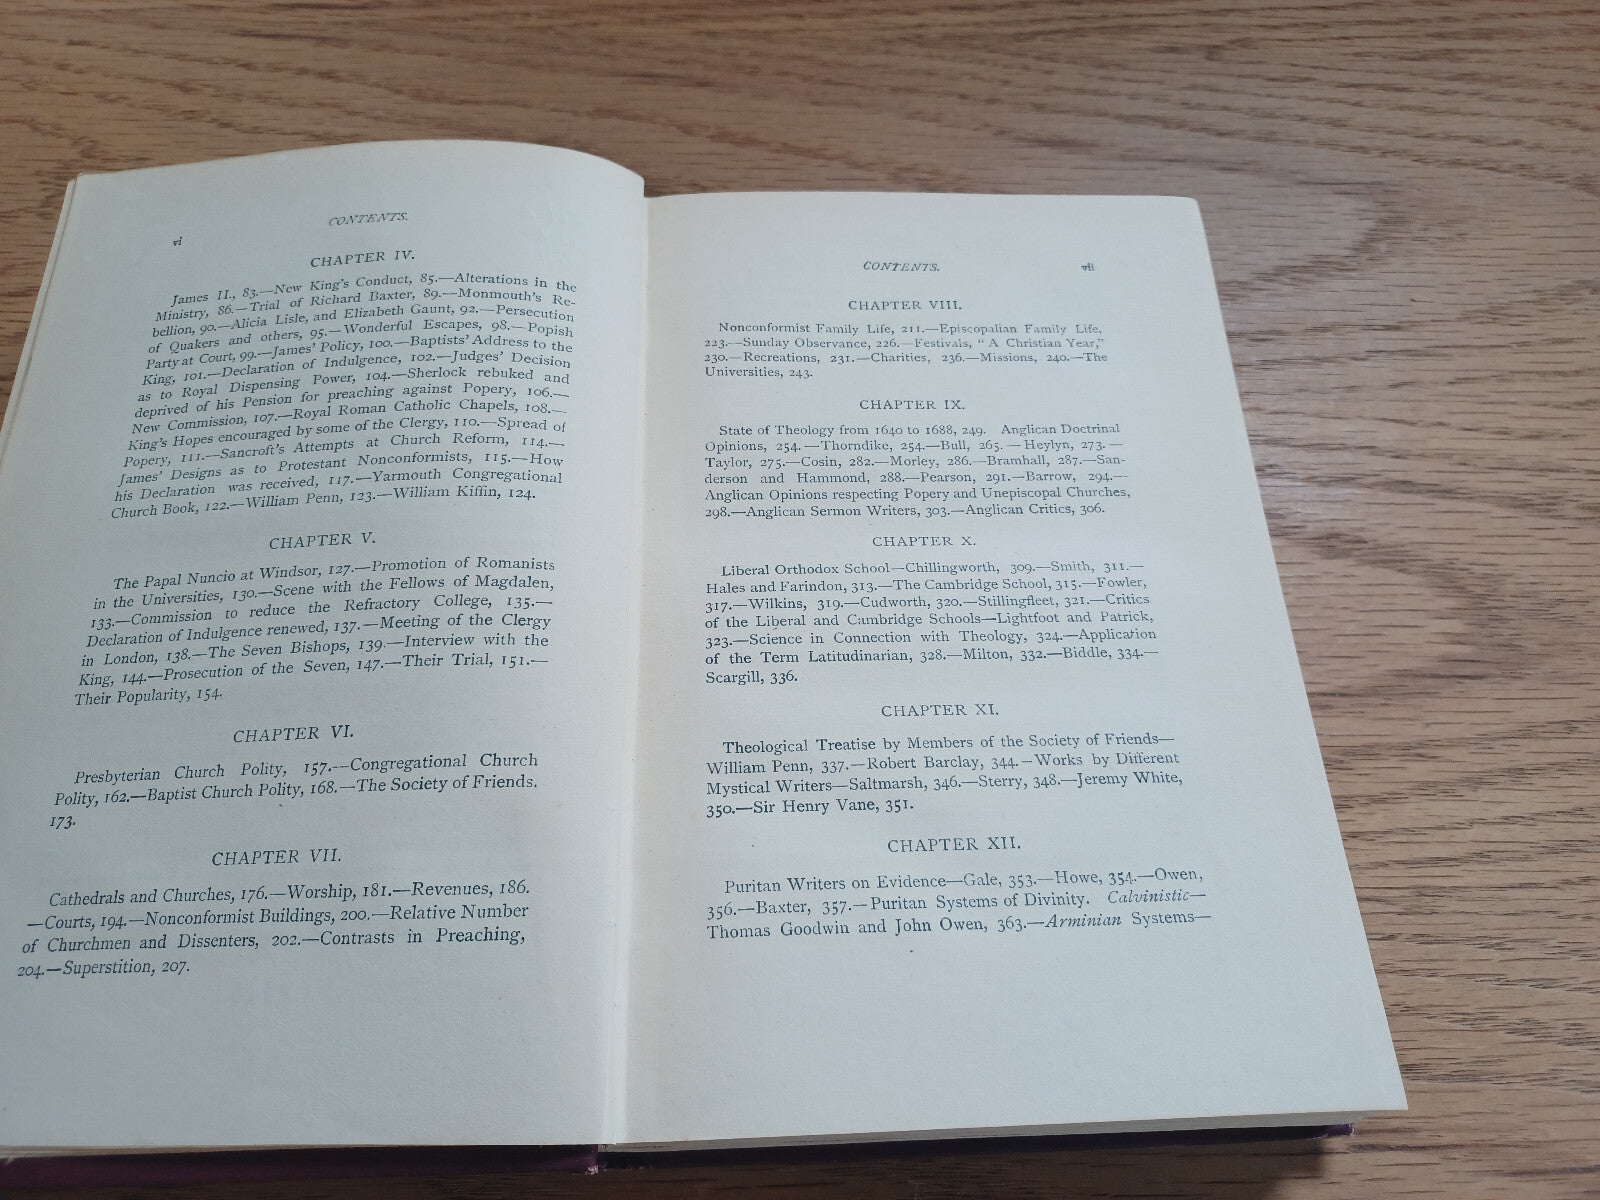 CONTENTS.
vi
CHAPTER IV.
James II., 83.—New King's Conduct, 85.—Alterations in the
Ministry, 86.—Trial of Richard Baxter, 89.—Monmouth's Re-
bellion, 90.—Alicia Lisle, and Elizabeth Gaunt, 92.—Persecution
of Quakers and others, 95.—Wonderful Escapes, 98.—Popish
Party at Court, 99.—James' Policy, 100.—Baptists' Address to the
King, 101.—Declaration of Indulgence, 102.—Judges' Decision
as to Royal Dispensing Power, 104.—Sherlock rebuked and
deprived of his Pension for preaching against Popery, 106.—
New Commission, 107.—Royal Roman Catholic Chapels, 108.—
King's Hopes encouraged by some of the Clergy, 110.—Spread of
Popery, 111.—Sancroft's Attempts at Church Reform, 114.—
James' Designs as to Protestant Nonconformists, 115.—How
his Declaration was received, 117.—Yarmouth Congregational
Church Book, 122.—William Penn, 123.—William Kiffin, 124.
CHAPTER V.
The Papal Nuncio at Windsor, 127.—Promotion of Romanists
in the Universities, 130.—Scene with the Fellows of Magdalen,
133.—Commission to reduce the Refractory College, 135.—
Declaration of Indulgence renewed, 137.—Meeting of the Clergy
in London, 138.—The Seven Bishops, 139.—Interview with the
King, 144.—Prosecution of the Seven, 147.—Their Trial, 151.—
Their Popularity, 154.
CHAPTER VI.
Presbyterian Church Polity, 157.—Congregational Church
Polity, 162.—Baptist Church Polity, 168.—The Society of Friends.
173.
CHAPTER VII.
Cathedrals and Churches, 176.—Worship, 181.—Revenues, 186.
—Courts, 194.—Nonconformist Buildings, 200.—Relative Number
of Churchmen and Dissenters, 202.—Contrasts in Preaching,
204.—Superstition, 207.
CONTENTS. vii
CHAPTER VIII.
Nonconformist Family Life, 211.—Episcopalian Family Life,
223.—Sunday Observance, 226.—Festivals, "A Christian Year,"
230.—Recreations, 231.—Charities, 236.—Missions, 240.—The
Universities, 243.
CHAPTER IX.
State of Theology from 1640 to 1688, 249. Anglican Doctrinal
Opinions, 254.—Thorndike, 254.—Bull, 265.—Heylyn, 273.—
Taylor, 275.—Cosin, 282.—Morley, 286.—Bramhall, 287.—San-
derson and Hammond, 288.—Pearson, 291.—Barrow, 294.—
Anglican Opinions respecting Popery and Unepiscopal Churches,
298.—Anglican Sermon Writers, 303.—Anglican Critics, 306.
CHAPTER X.
Liberal Orthodox School—Chillingworth, 309.—Smith, 311.—
Hales and Farindon, 313.—The Cambridge School, 315.—Fowler,
317.—Wilkins, 319.—Cudworth, 320.—Stillingfleet, 321.—Critics
of the Liberal and Cambridge Schools—Lightfoot and Patrick,
323.—Science in Connection with Theology, 324.—Application
of the Term Latitudinarian, 328.—Milton, 332.—Biddle, 334.—
Scargill, 336.
CHAPTER XI.
Theological Treatise by Members of the Society of Friends—
William Penn, 337.—Robert Barclay, 344.—Works by Different
Mystical Writers—Saltmarsh, 346.—Sterry, 348.—Jeremy White,
350.—Sir Henry Vane, 351.
CHAPTER XII.
Puritan Writers on Evidence—Gale, 353.—Howe, 354.—Owen,
356.—Baxter, 357.—Puritan Systems of Divinity. Calvinistic—
Thomas Goodwin and John Owen, 363.—Arminian Systems—